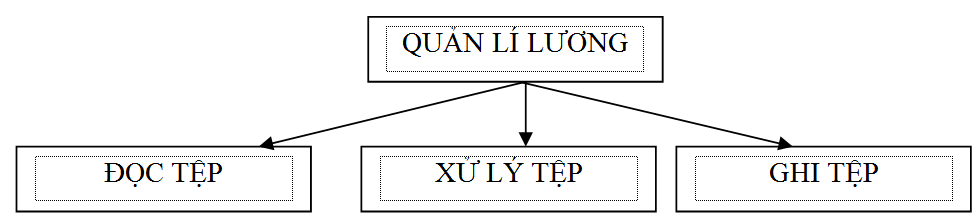 QUẢN LÍ LƯƠNG
ĐỌC TỆP
XỬ LÝ TỆP
GHI TỆP